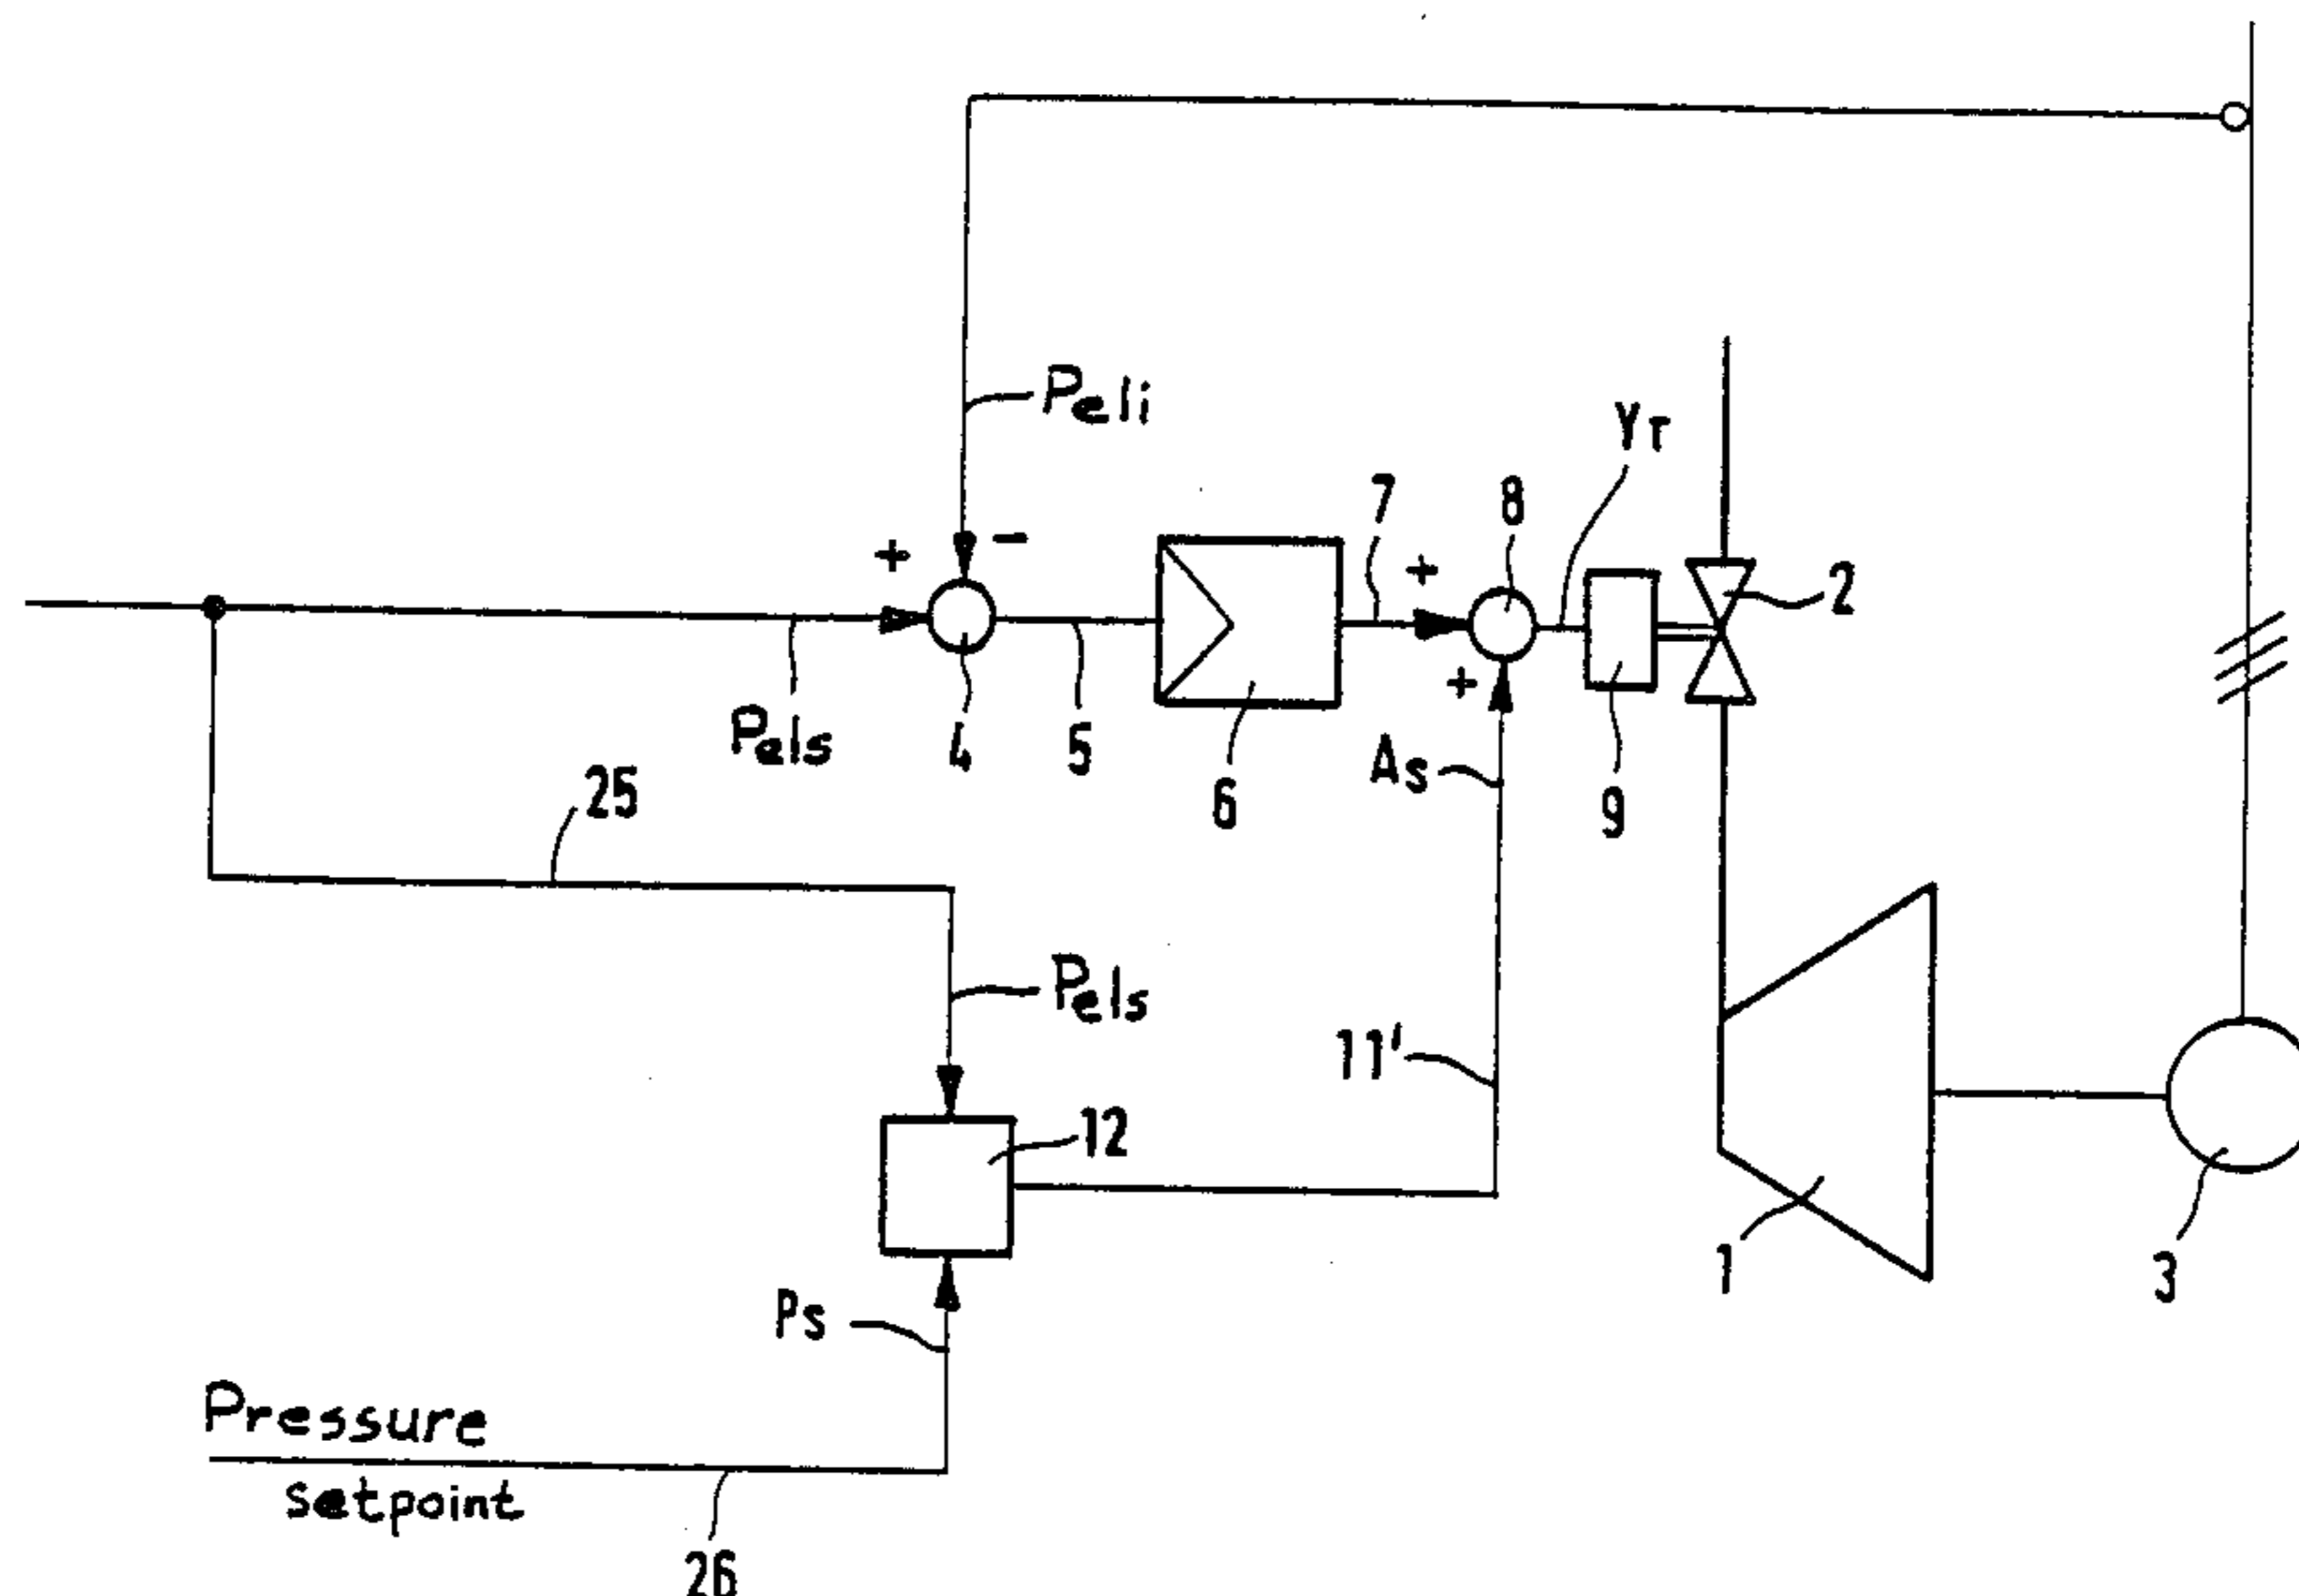 Peli
YT
7
8
+
-
+
2
+
Pels
4
5
6
As
9
25
Pels
11'
12
1
3
Ps
Pressure
setpoint
26